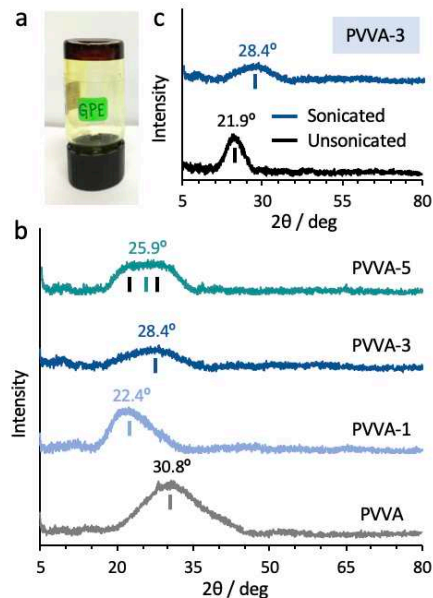 a
GPE
c
PVVA-3
Intensity
28.4°
21.9°
Sonicated
Unsonicated
5
30
55
80
2θ / deg
b
Intensity
25.9°
PVVA-5
28.4°
PVVA-3
22.4°
PVVA-1
30.8°
PVVA
5
20
35
50
65
80
2θ / deg